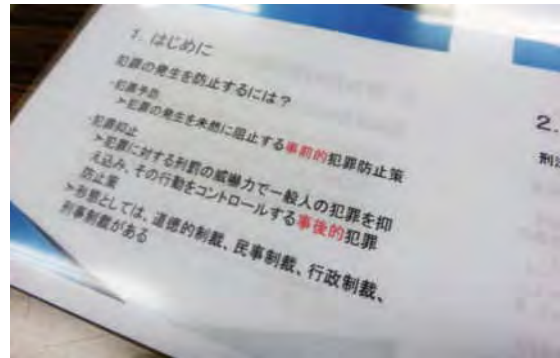 1. はじめに
犯罪の発生を防止するには？
・犯罪予防
➢犯罪の発生を未然に阻止する事前的犯罪防止策
・犯罪抑止
➢犯罪に対する刑罰の威嚇力で一般人の犯罪を抑
え込み、その行動をコントロールする事後的犯罪
防止策
➢形態としては、道徳的制裁、民事制裁、行政制裁、
刑事制裁がある
2.
刑法